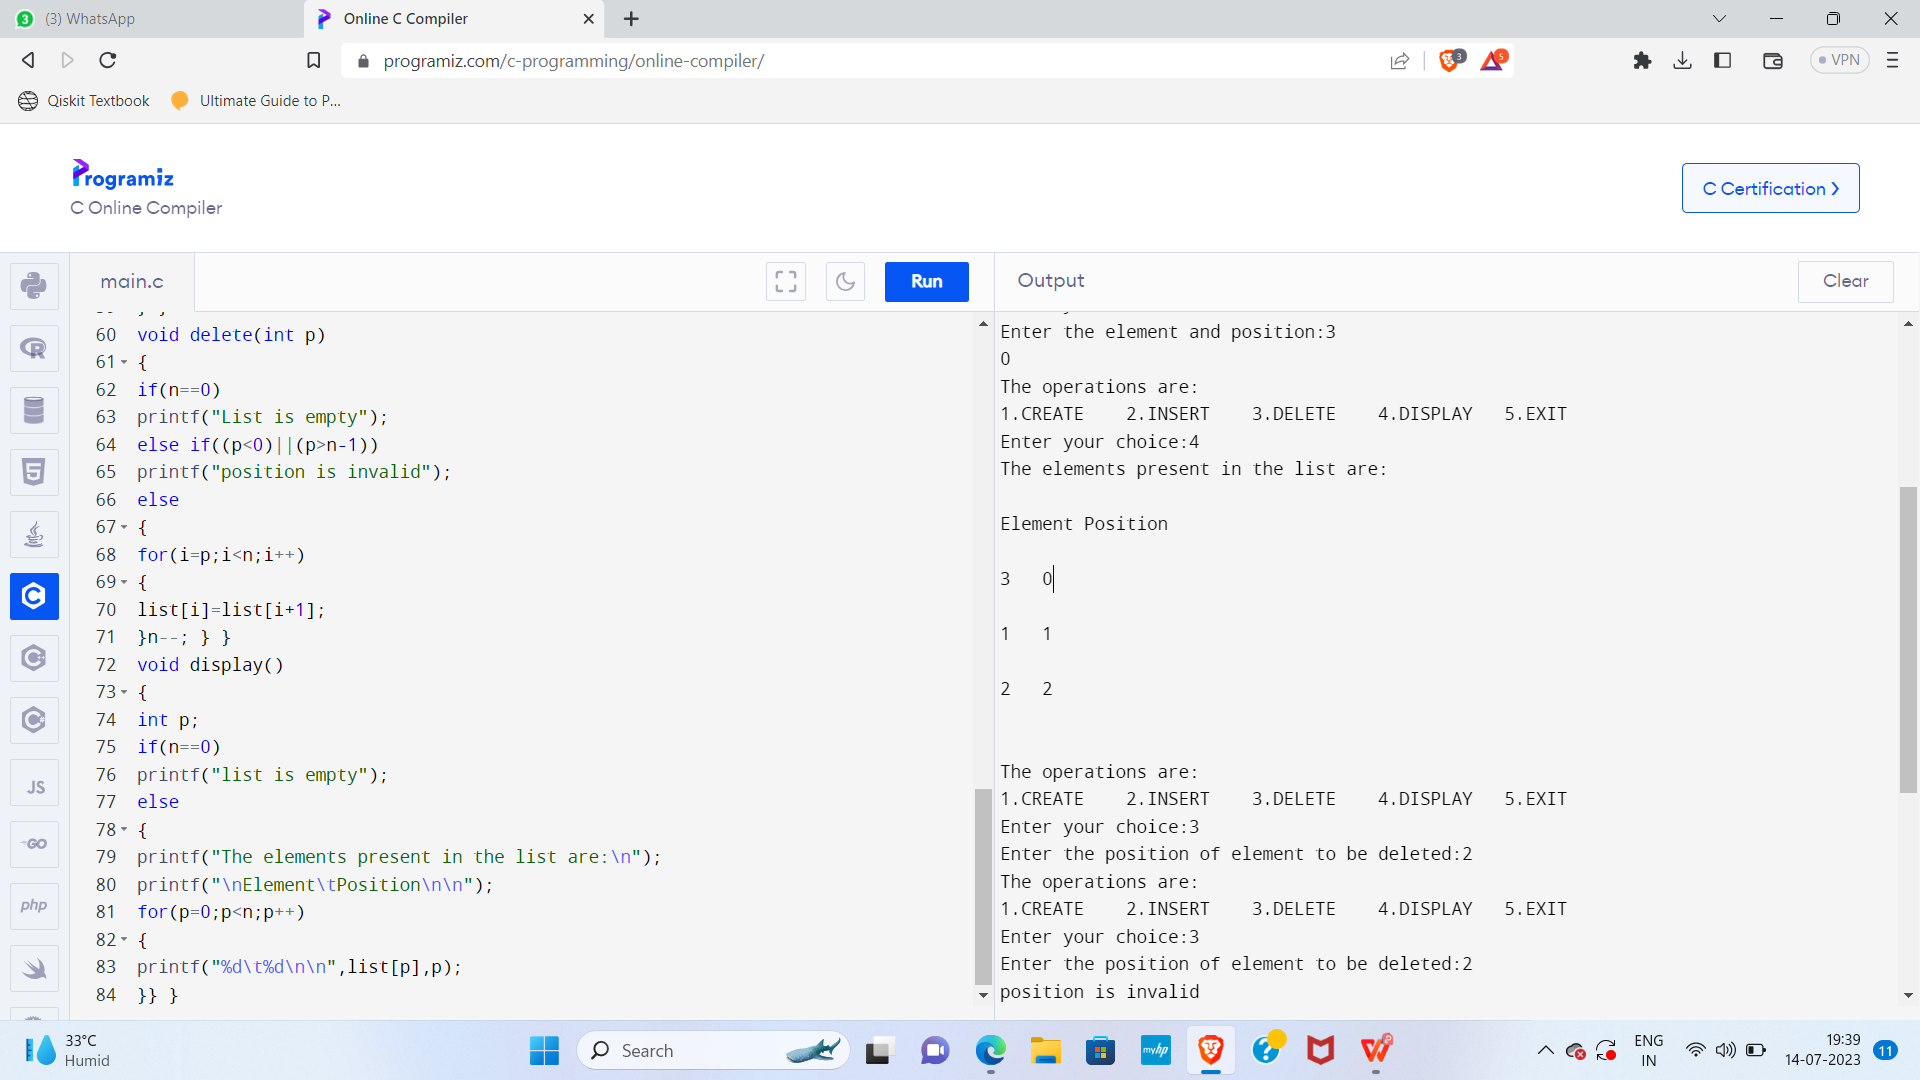 (3) WhatsApp
Online C Compiler
programiz.com/c-programming/online-compiler/
3
5
VPN
Qiskit Textbook
Ultimate Guide to P...
Programiz
C Online Compiler
C Certification
main.c
Run
Output
Clear
60 void delete(int p)
61 {
62 if(n==0)
63 printf("List is empty");
64 else if((p<0)||(p>n-1))
65 printf("position is invalid");
66 else
67 {
68 for(i=p;i<n;i++)
69 {
70 list[i]=list[i+1];
71 }n--; } }
72 void display()
73 {
74 int p;
75 if(n==0)
76 printf("list is empty");
77 else
78 {
79 printf("The elements present in the list are:\n");
80 printf("\nElement\tPosition\n\n");
81 for(p=0;p<n;p++)
82 {
83 printf("%d\t%d\n\n",list[p],p);
84 }} }
Enter the element and position:3
0
The operations are:
1.CREATE 2.INSERT 3.DELETE 4.DISPLAY 5.EXIT
Enter your choice:4
The elements present in the list are:
Element Position
3 0
1 1
2 2
The operations are:
1.CREATE 2.INSERT 3.DELETE 4.DISPLAY 5.EXIT
Enter your choice:3
Enter the position of element to be deleted:2
The operations are:
1.CREATE 2.INSERT 3.DELETE 4.DISPLAY 5.EXIT
Enter your choice:3
Enter the position of element to be deleted:2
position is invalid
JS
GO
php
33°C
Humid
Search
myhp
ENG
IN
19:39
14-07-2023
11